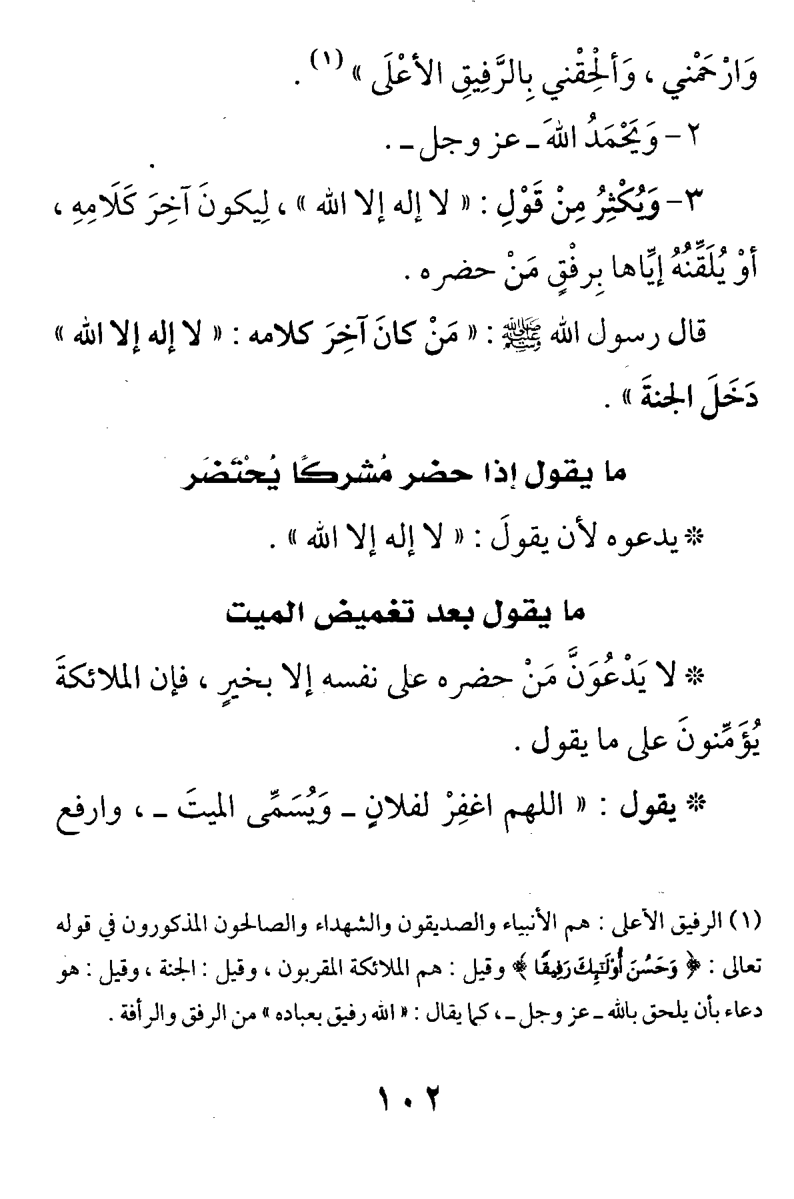 وَارْحَمْني ، وَألْحِقْني بِالرَّفِيقِ الأعْلَى » (١) .
٢ – وَيَحْمَدُ اللهَ ـ عز وجل ـ .
٣ – وَيُكْثِرُ مِنْ قَوْلِ : « لا إله إلا الله » ، لِيكونَ آخِرَ كَلَامِهِ ،
أوْ يُلَقِّنُهُ إيَّاها بِرفْقٍ مَنْ حضره .
قال رسول الله ﷺ : « مَنْ كانَ آخِرَ كلامه : « لا إله إلا الله »
دَخَلَ الجنةَ » .
ما يقول إذا حضر مُشركًا يُحْتَضَر
❊ يدعوه لأن يقولَ : « لا إله إلا الله » .
ما يقول بعد تغميض الميت
❊ لا يَدْعُوَنَّ مَنْ حضره على نفسه إلا بخيرٍ ، فإن الملائكةَ
يُؤَمِّنونَ على ما يقول .
❊ يقول : « اللهم اغفِرْ لفلانٍ ـ وَيُسَمِّى الميتَ ـ ، وارفع
(١) الرفيق الأعلى : هم الأنبياء والصديقون والشهداء والصالحون المذكورون في قوله
تعالى : ﴿ وَحَسُنَ أُوْلَٰٓئِكَ رَفِيقًا ﴾ وقيل : هم الملائكة المقربون ، وقيل : الجنة ، وقيل : هو
دعاء بأن يلحق بالله ـ عز وجل ـ ، كما يقال : « الله رفيق بعباده » من الرفق والرأفة .
١٠٢